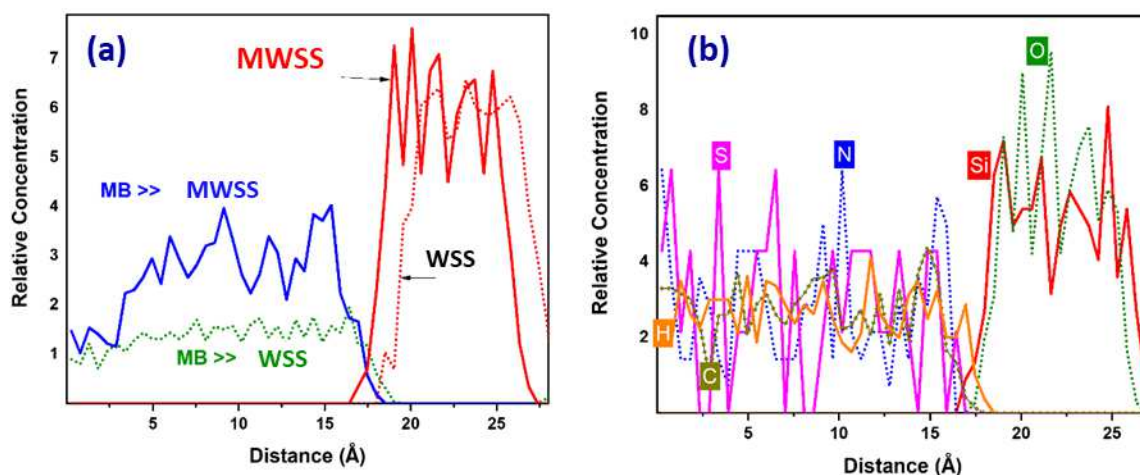 (a)
MWSS
MB >> MWSS
WSS
MB >> WSS
Relative Concentration
7
6
5
4
3
2
1
5
10
15
20
25
Distance (Å)
(b)
O
S
N
Si
H
C
Relative Concentration
10
8
6
4
2
5
10
15
20
25
Distance (Å)